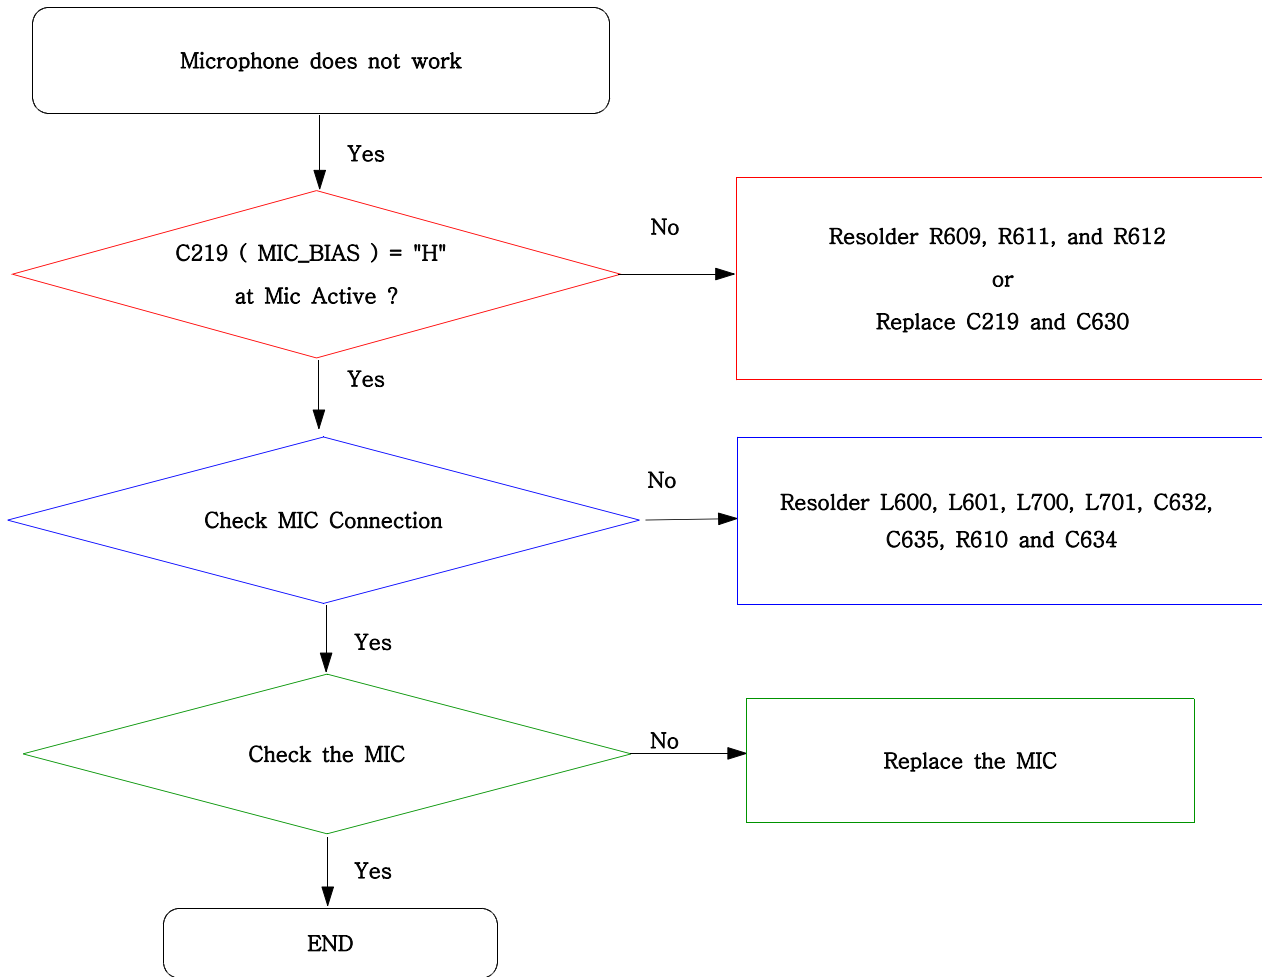 Microphone does not work
Yes
C219 ( MIC_BIAS ) = "H"
at Mic Active ?
No
Resolder R609, R611, and R612
or
Replace C219 and C630
Yes
Check MIC Connection
No
Resolder L600, L601, L700, L701, C632,
C635, R610 and C634
Yes
Check the MIC
No
Replace the MIC
Yes
END